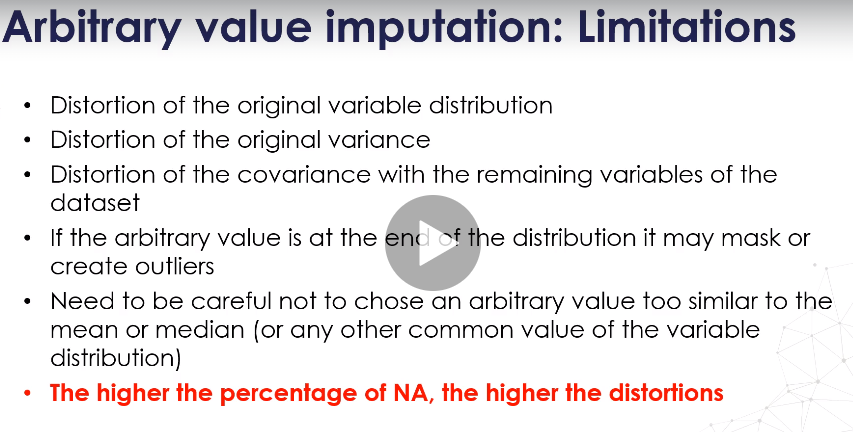 Arbitrary value imputation: Limitations
• Distortion of the original variable distribution
• Distortion of the original variance
• Distortion of the covariance with the remaining variables of the
dataset
• If the arbitrary value is at the end of the distribution it may mask or
create outliers
• Need to be careful not to chose an arbitrary value too similar to the
mean or median (or any other common value of the variable
distribution)
• The higher the percentage of NA, the higher the distortions